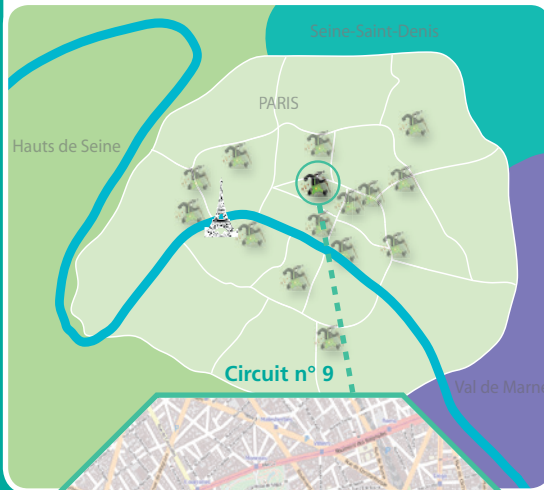 Seine-Saint-Denis
PARIS
Hauts de Seine
Circuit n° 9
Val de Marne